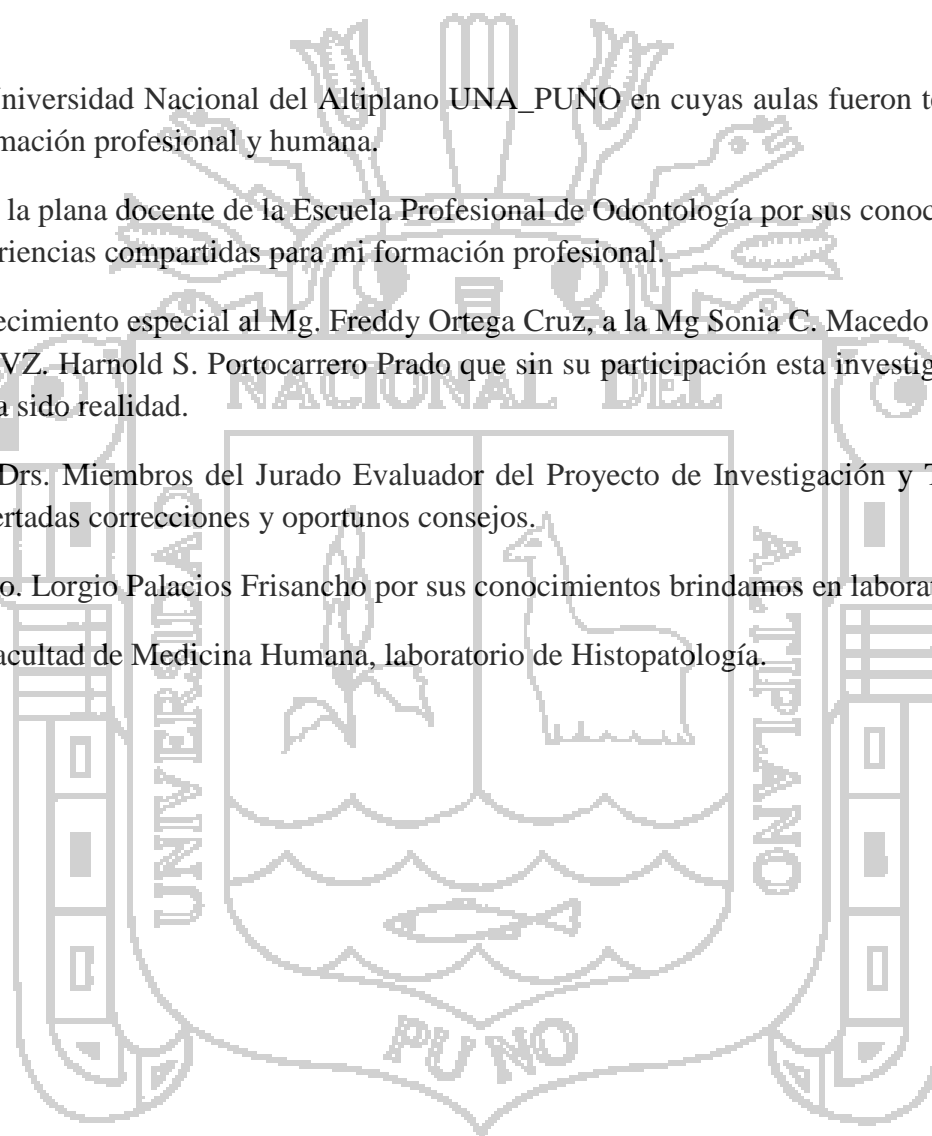 Universidad Nacional del Altiplano UNA_PUNO en cuyas aulas fueron
mación profesional y humana.
la plana docente de la Escuela Profesional de Odontología por sus
riencias compartidas para mi formación profesional.
ecimiento especial al Mg. Freddy Ortega Cruz, a la Mg Sonia C. Macedo
VZ. Harnold S. Portocarrero Prado que sin su participación esta investig
a sido realidad.
Drs. Miembros del Jurado Evaluador del Proyecto de Investigación y
ertadas correcciones y oportunos consejos.
o. Lorgio Palacios Frisancho por sus conocimientos brindamos en laborat
acultad de Medicina Humana, laboratorio de Histopatología.
NACIONAL DEL
UNIVERSIDAD
ALTIPLANO
PUNO